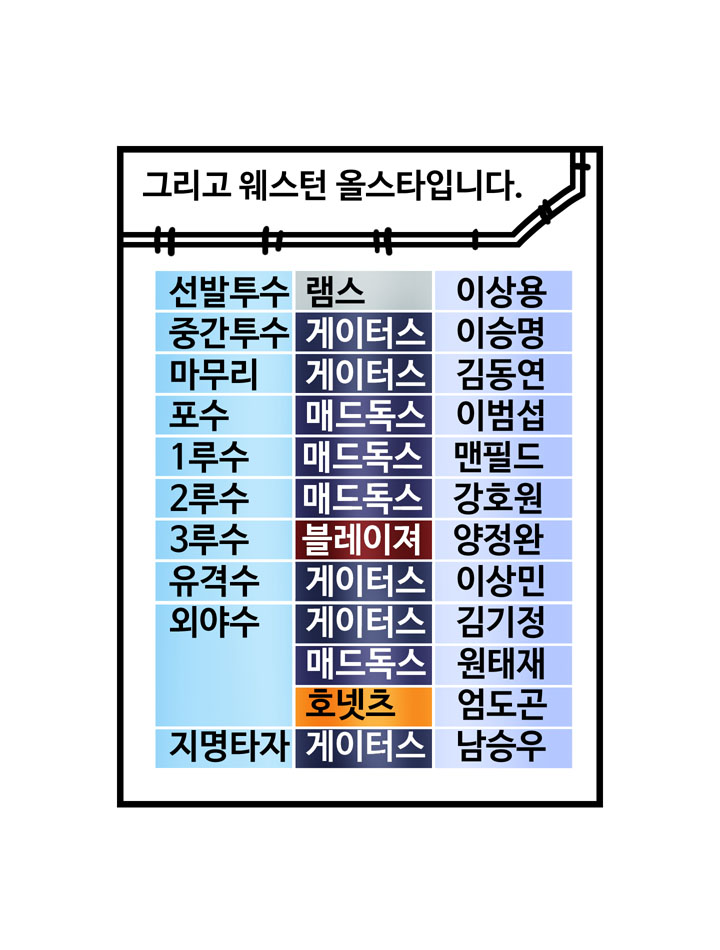 그리고 웨스턴 올스타입니다.
선발투수 램스 이상용
중간투수 게이터스 이승명
마무리 게이터스 김동연
포수 매드독스 이범섭
1루수 매드독스 맨필드
2루수 매드독스 강호원
3루수 블레이져 양정완
유격수 게이터스 이상민
외야수 게이터스 김기정
매드독스 원태재
호넷츠 엄도곤
지명타자 게이터스 남승우